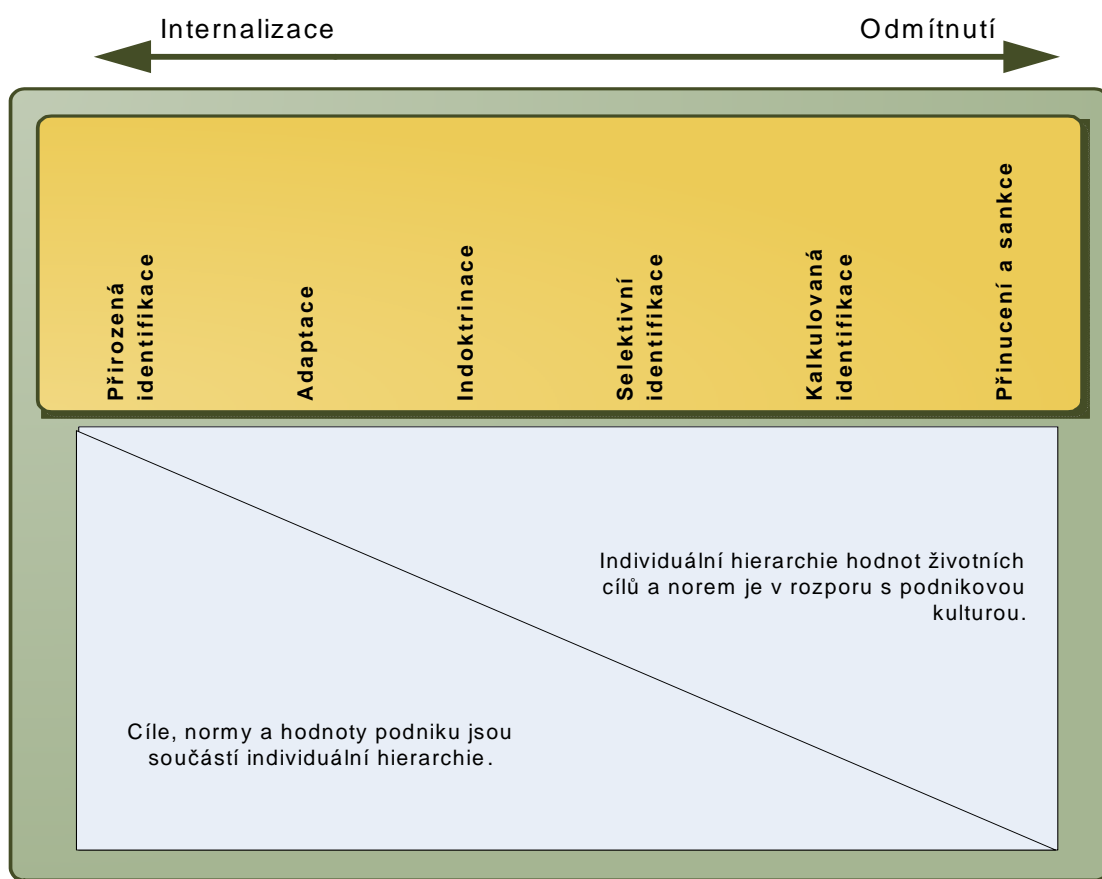 Internalizace
Odmítnutí
Přirozená
identifikace
Adaptace
Indoktrinace
Selektivní
identifikace
Kalkulovaná
identifikace
Přinucení a sankce
Individuální hierarchie hodnot životních
cílů a norem je v rozporu s podnikovou
kulturou.
Cíle, normy a hodnoty podniku jsou
součástí individuální hierarchie.